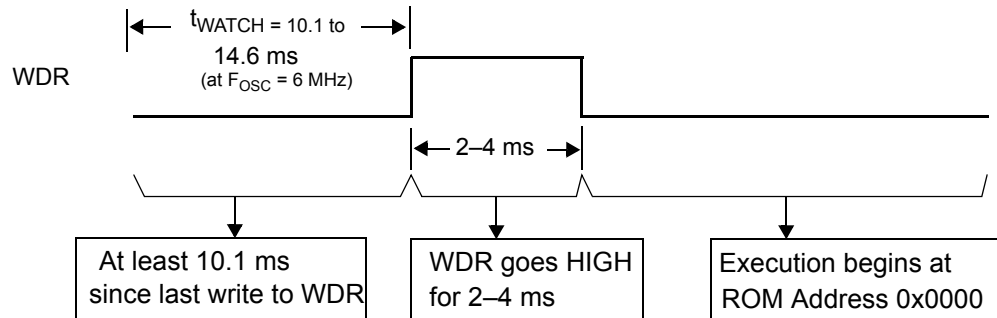 tWATCH = 10.1 to
14.6 ms
(at FOSC = 6 MHz)
WDR
2–4 ms
At least 10.1 ms
since last write to WDR
WDR goes HIGH
for 2–4 ms
Execution begins at
ROM Address 0x0000